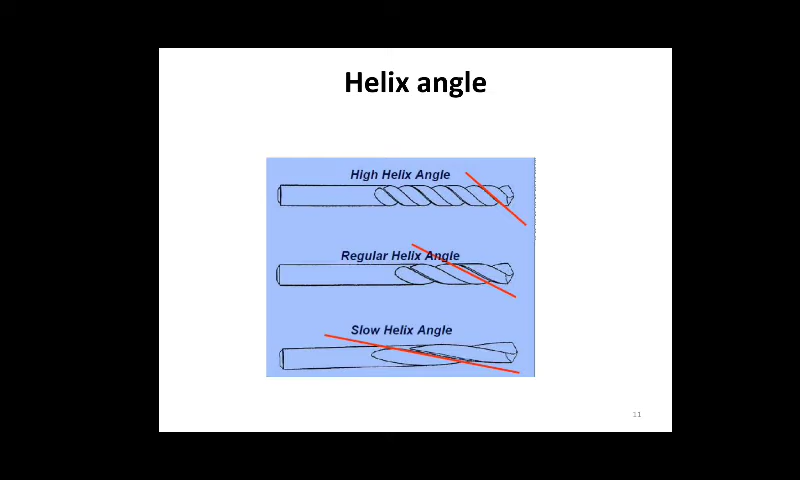 Helix angle
High Helix Angle
Regular Helix Angle
Slow Helix Angle
11